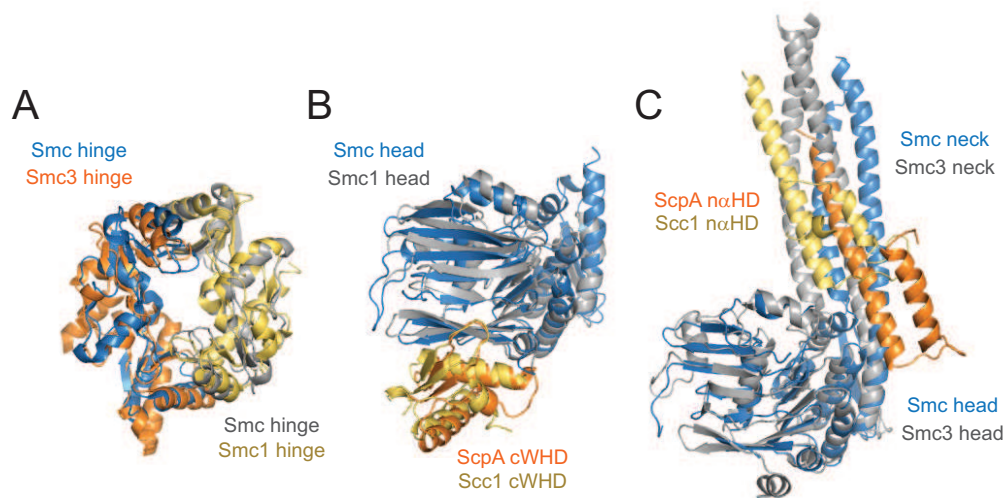 A
Smc hinge
Smc3 hinge
Smc hinge
Smc1 hinge
B
Smc head
Smc1 head
ScpA cWHD
Scc1 cWHD
C
Smc neck
Smc3 neck
ScpA nαHD
Scc1 nαHD
Smc head
Smc3 head